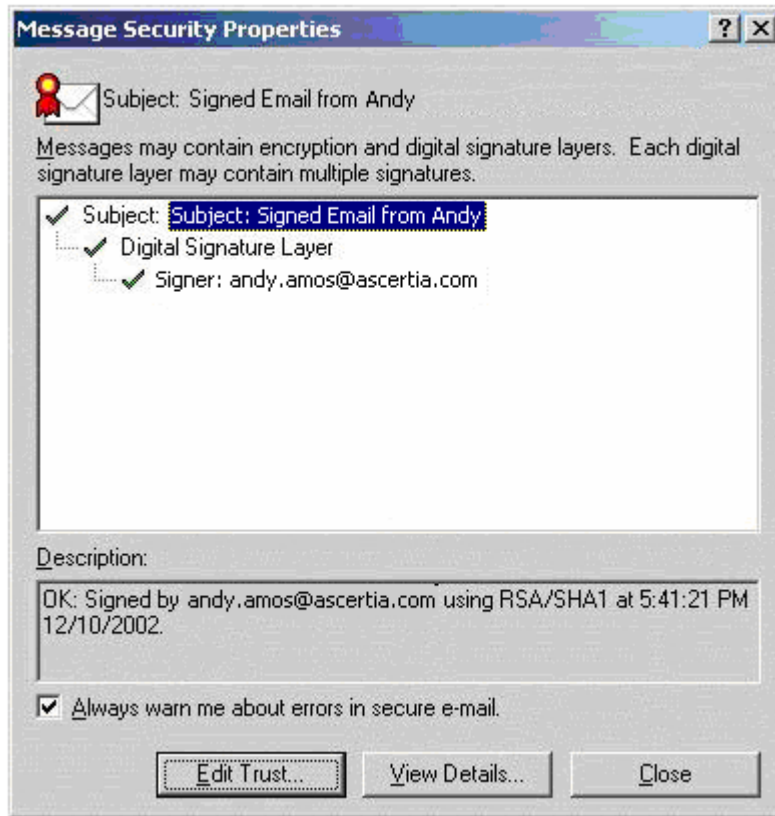 Message Security Properties
Subject: Signed Email from Andy
Messages may contain encryption and digital signature layers. Each digital
signature layer may contain multiple signatures.
Subject: Subject: Signed Email from Andy
Digital Signature Layer
Signer: andy.amos@ascertia.com
Description:
OK: Signed by andy.amos@ascertia.com using RSA/SHA1 at 5:41:21 PM
12/10/2002.
Always warn me about errors in secure e-mail.
Edit Trust... View Details... Close